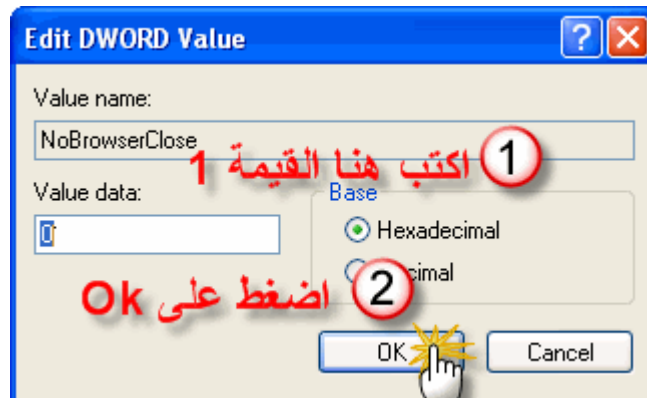 Edit DWORD Value
Value name:
NoBrowserClose
اكتب هنا القيمة 1
1
Value data:
Base
0
Hexadecimal
اضغط على Ok
2
OK
Cancel